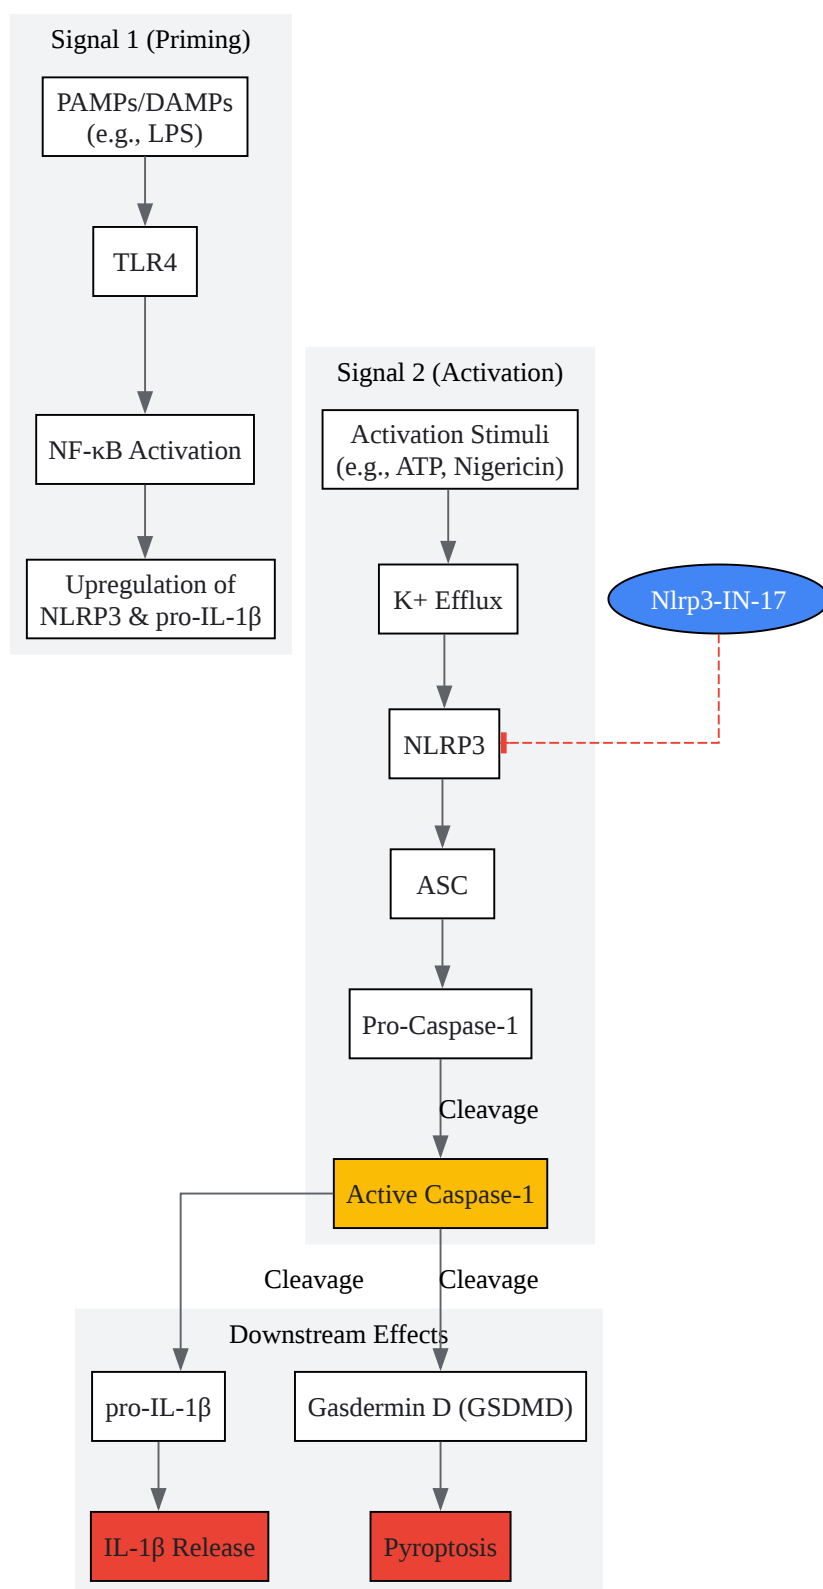 Signal 1 (Priming)
PAMPs/DAMPs
(e.g., LPS)
TLR4
NF-κB Activation
Upregulation of
NLRP3 & pro-IL-1β
Signal 2 (Activation)
Activation Stimuli
(e.g., ATP, Nigericin)
K+ Efflux
Nlrp3-IN-17
NLRP3
ASC
Pro-Caspase-1
Cleavage
Active Caspase-1
Cleavage
Cleavage
Downstream Effects
pro-IL-1β
Gasdermin D (GSDMD)
IL-1β Release
Pyroptosis